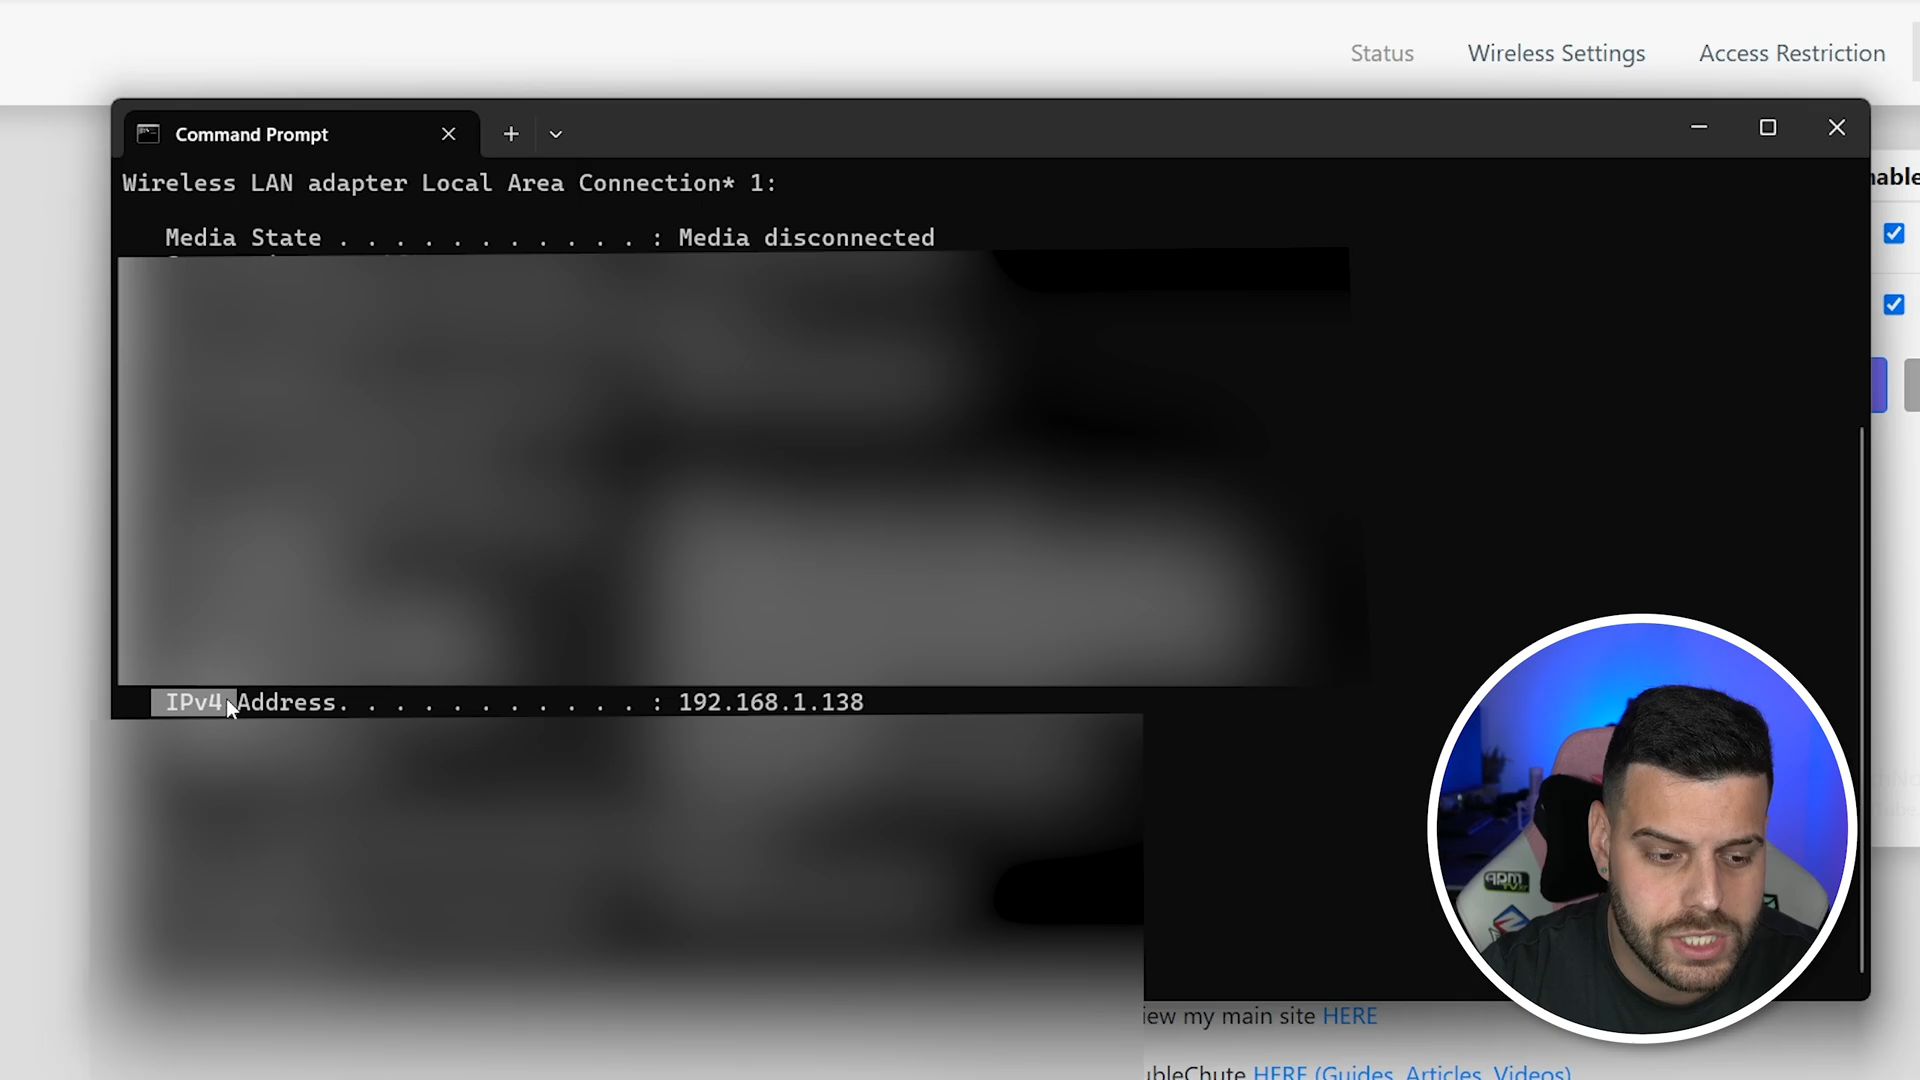 Status Wireless Settings Access Restriction
Command Prompt
Wireless LAN adapter Local Area Connection* 1:
Media State . . . . . . . . . . . : Media disconnected
IPv4 Address. . . . . . . . . . . : 192.168.1.138
iew my main site HERE
ubleChute HERE (Guides, Articles, Videos)